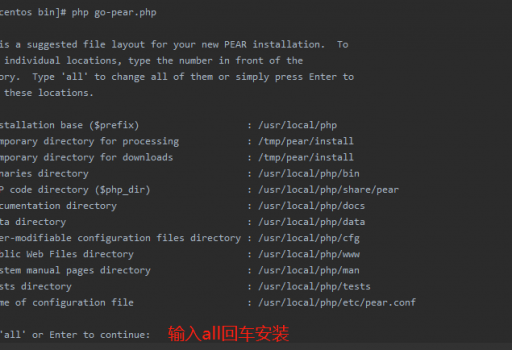 centos bin]# php go-pear.php
is a suggested file layout for your new PEAR installation.  To
individual locations, type the number in front of the
ory.  Type 'all' to change all of them or simply press Enter to
these locations.
stallation base ($prefix) : /usr/local/php
mporary directory for processing : /tmp/pear/install
mporary directory for downloads : /tmp/pear/install
naries directory : /usr/local/php/bin
P code directory ($php_dir) : /usr/local/php/share/pear
cumentation directory : /usr/local/php/docs
ta directory : /usr/local/php/data
er-modifiable configuration files directory : /usr/local/php/cfg
blic Web Files directory : /usr/local/php/www
stem manual pages directory : /usr/local/php/man
sts directory : /usr/local/php/tests
me of configuration file : /usr/local/php/etc/pear.conf
'all' or Enter to continue: 输入all回车安装